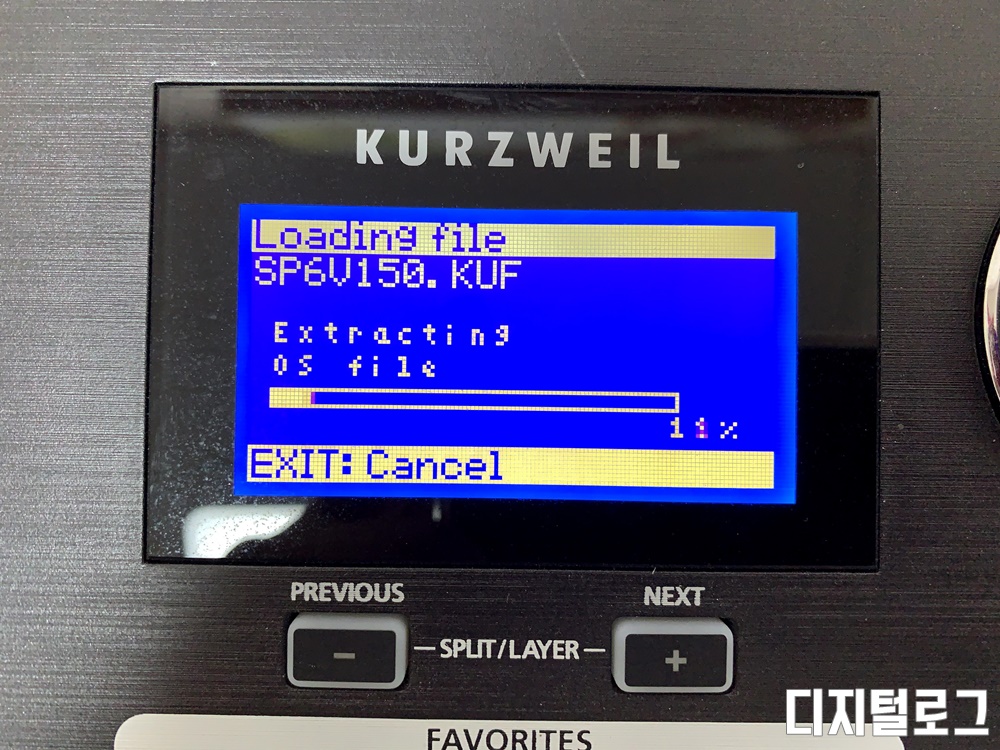 KURZWEIL
Loading file
SP6V150.KUF
Extracting
OS file
11%
EXIT: Cancel
PREVIOUS
NEXT
-
SPLIT/LAYER
+
FAVORITES
디지털로그